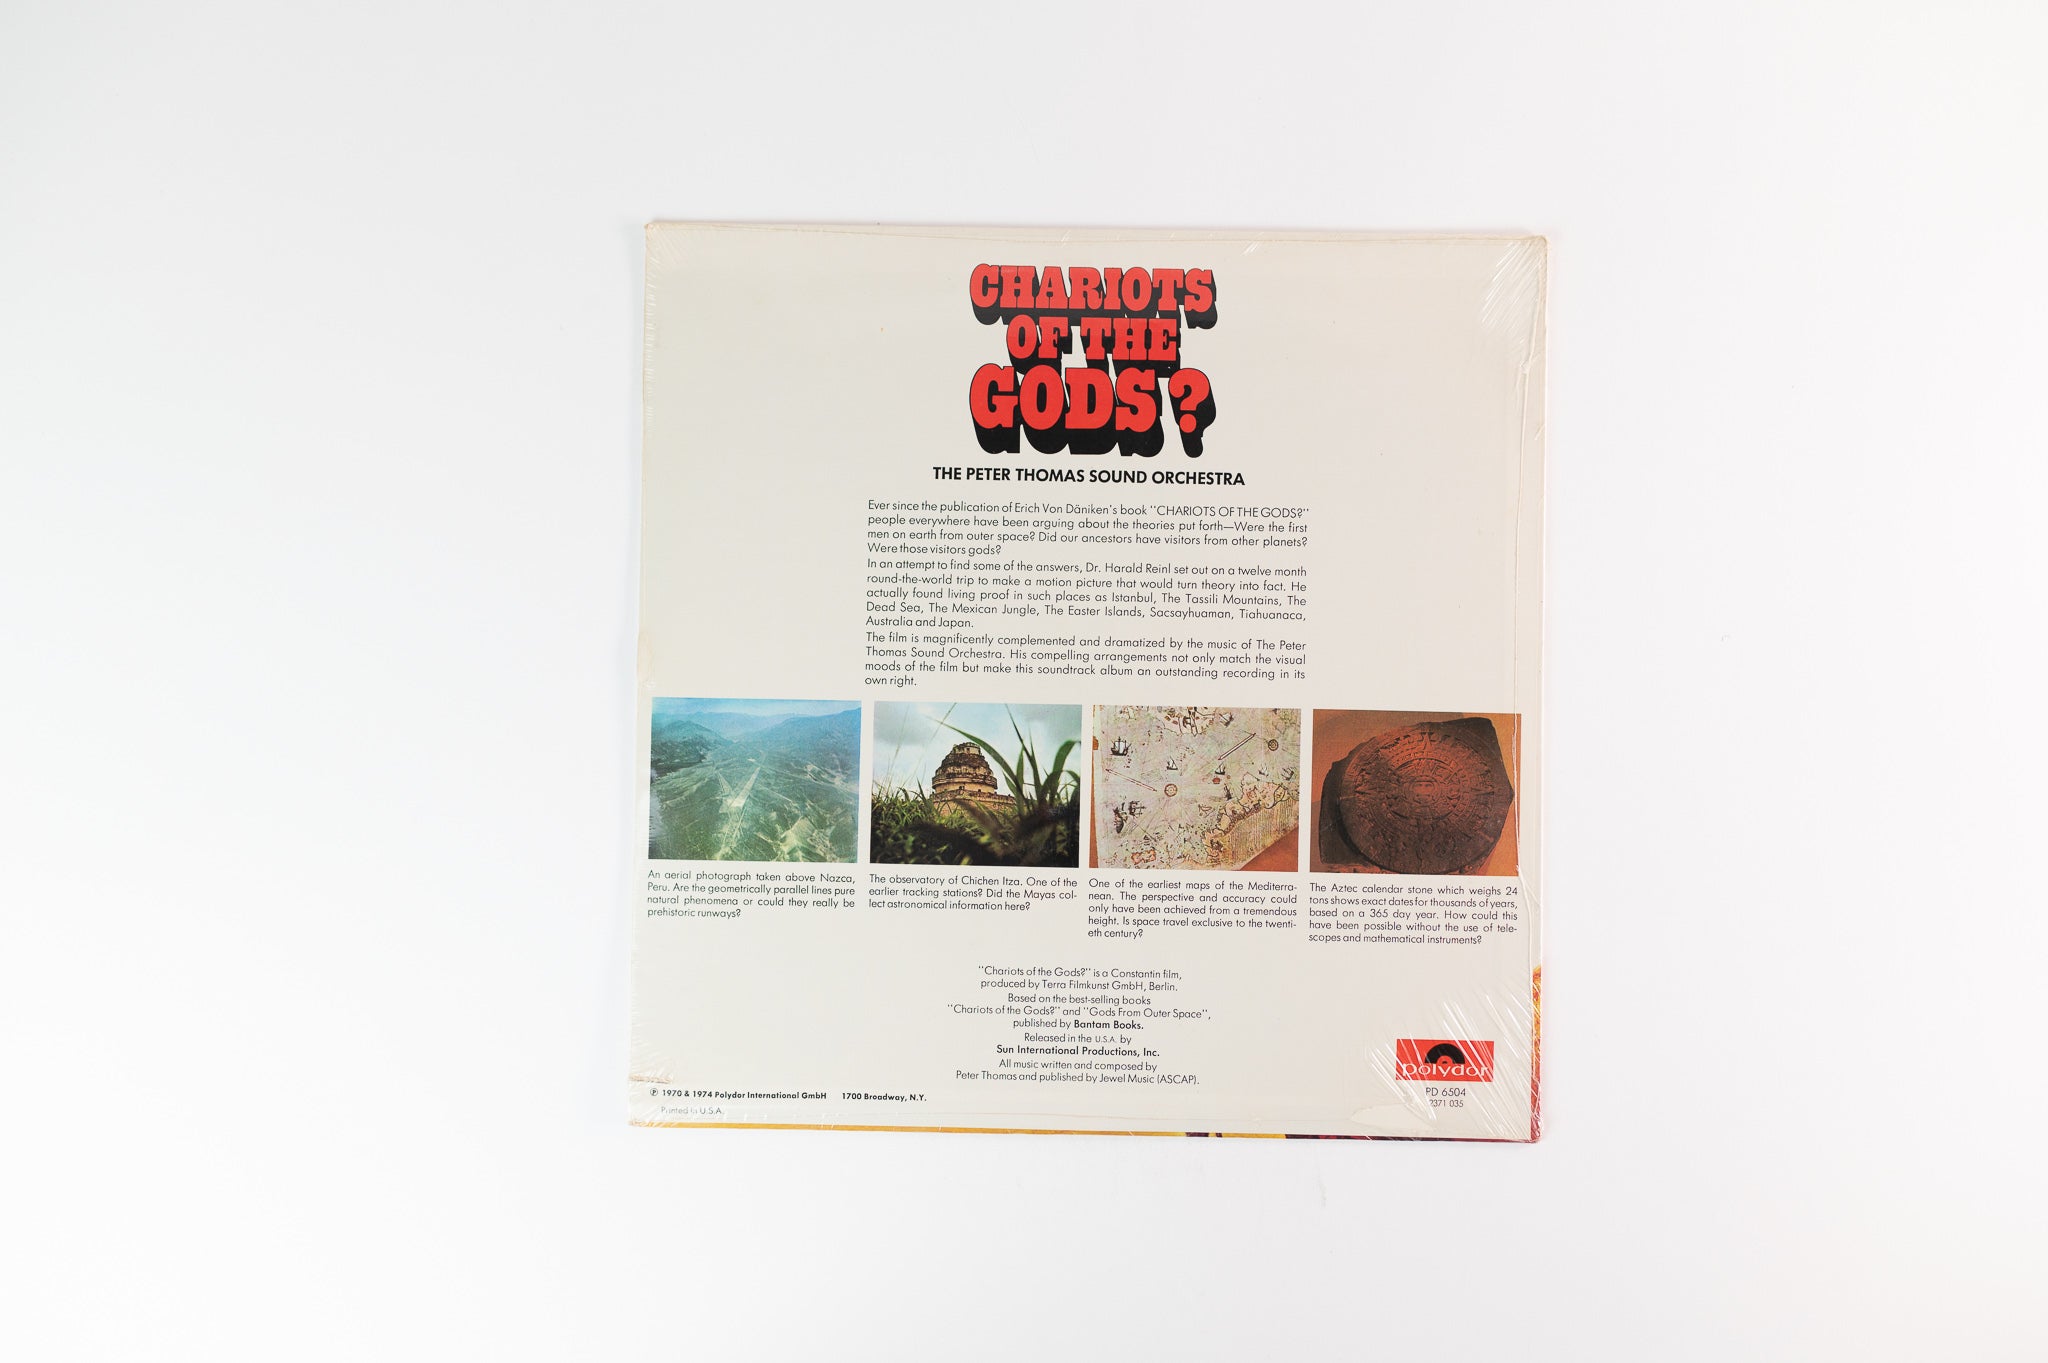 CHARIOTS
OF THE
GODS?
THE PETER THOMAS SOUND ORCHESTRA
Ever since the publication of Erich Von Däniken's book "CHARIOTS OF THE GODS?"
people everywhere have been arguing about the theories put forth—Were the first
men on earth from outer space? Did our ancestors have visitors from other planets?
Were those visitors gods?
In an attempt to find some of the answers, Dr. Harald Reinl set out on a twelve month
round-the-world trip to make a motion picture that would turn theory into fact. He
actually found living proof in such places as Istanbul, The Tassili Mountains, The
Dead Sea, The Mexican Jungle, The Easter Islands, Sacsayhuaman, Tiahuanaca,
Australia and Japan.
The film is magnificently complemented and dramatized by the music of The Peter
Thomas Sound Orchestra. His compelling arrangements not only match the visual
moods of the film but make this soundtrack album an outstanding recording in its
own right.
An aerial photograph taken above Nazca,
Peru. Are the geometrically parallel lines pure
natural phenomena or could they really be
prehistoric runways?
The observatory of Chichen Itza. One of the
earlier tracking stations? Did the Mayas col-
lect astronomical information here?
One of the earliest maps of the Mediterra-
nean. The perspective and accuracy could
only have been achieved from a tremendous
height. Is space travel exclusive to the twenti-
eth century?
The Aztec calendar stone which weighs 24
tons shows exact dates for thousands of years,
based on a 365 day year. How could this
have been possible without the use of tele-
scopes and mathematical instruments?
"Chariots of the Gods?" is a Constantin film,
produced by Terra Filmkunst GmbH, Berlin.
Based on the best-selling books
"Chariots of the Gods?" and "Gods From Outer Space",
published by Bantam Books.
Released in the U.S.A. by
Sun International Productions, Inc.
All music written and composed by
Peter Thomas and published by Jewel Music (ASCAP).
℗ 1970 & 1974 Polydor International GmbH 1700 Broadway, N.Y.
Printed in U.S.A.
polydor
PD 6504
2371 035